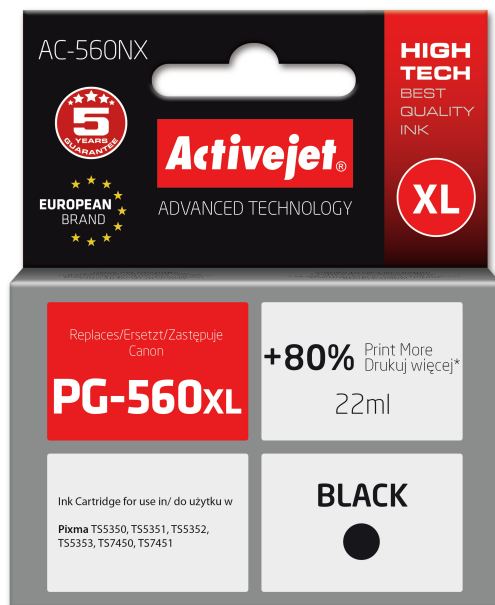 AC-560NX
HIGH
TECH
BEST
QUALITY
INK
5
YEARS
GUARANTEE
Activejet®
EUROPEAN
BRAND
ADVANCED TECHNOLOGY
XL
Replaces/Ersetzt/Zastępuje
Canon
PG-560XL
+80% Print More
Drukuj więcej*
22ml
Ink Cartridge for use in/ do użytku w
Pixma TS5350, TS5351, TS5352,
TS5353, TS7450, TS7451
BLACK